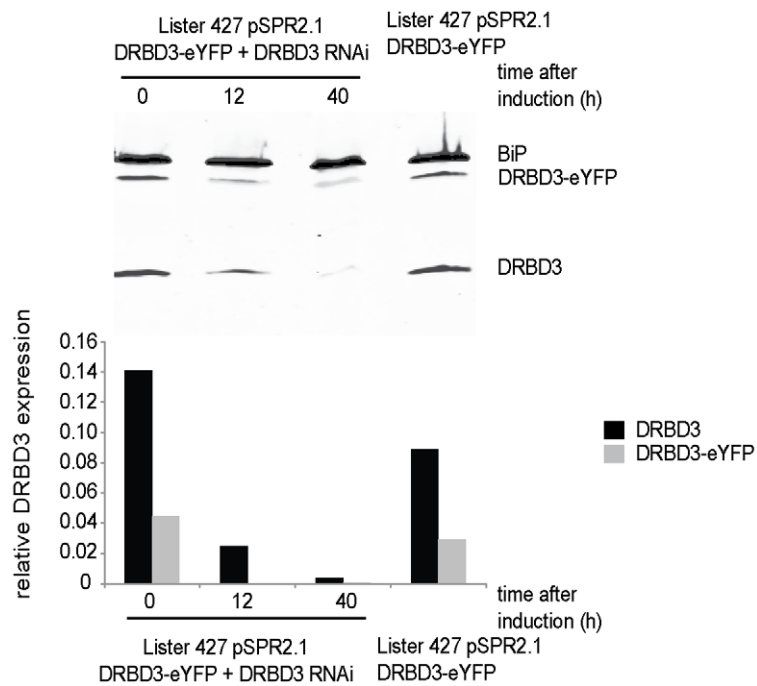 Lister 427 pSPR2.1
DRBD3-eYFP + DRBD3 RNAi
Lister 427 pSPR2.1
DRBD3-eYFP
time after
induction (h)
0 12 40
BiP
DRBD3-eYFP
DRBD3
relative DRBD3 expression
0.16
0.14
0.12
0.10
0.08
0.06
0.04
0.02
0
DRBD3
DRBD3-eYFP
0 12 40
time after
induction (h)
Lister 427 pSPR2.1
DRBD3-eYFP + DRBD3 RNAi
Lister 427 pSPR2.1
DRBD3-eYFP